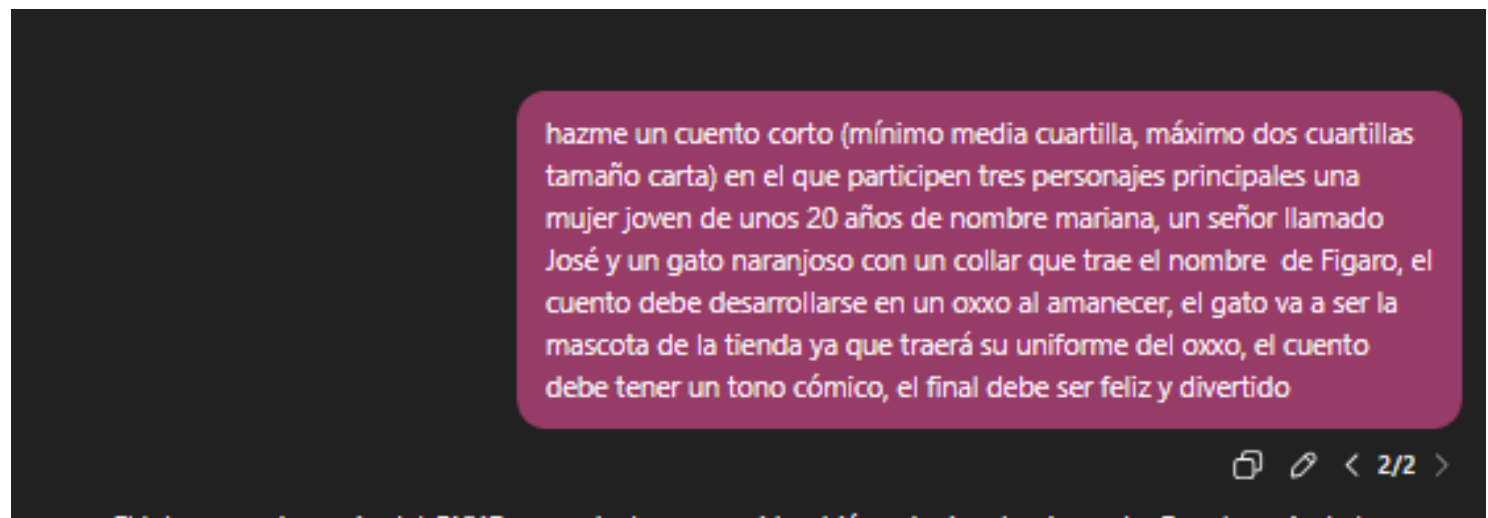 hazme un cuento corto (mínimo media cuartilla, máximo dos cuartillas
tamaño carta) en el que participen tres personajes principales una
mujer joven de unos 20 años de nombre mariana, un señor llamado
José y un gato naranjoso con un collar que trae el nombre  de Figaro, el
cuento debe desarrollarse en un oxxo al amanecer, el gato va a ser la
mascota de la tienda ya que traerá su uniforme del oxxo, el cuento
debe tener un tono cómico, el final debe ser feliz y divertido
2/2